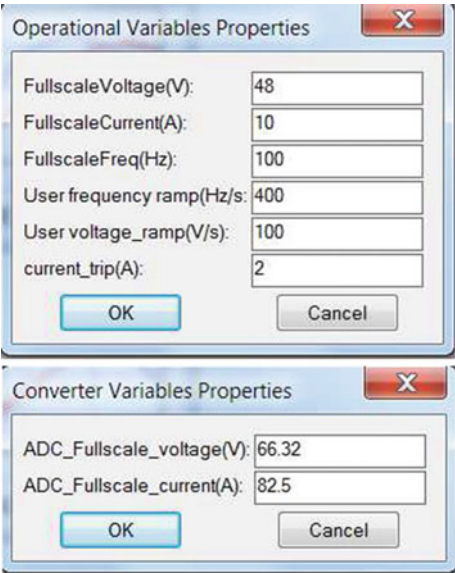 Operational Variables Properties
FullscaleVoltage(V): 48
FullscaleCurrent(A): 10
FullscaleFreq(Hz): 100
User frequency ramp(Hz/s: 400
User voltage_ramp(V/s): 100
current_trip(A): 2
OK Cancel
Converter Variables Properties
ADC_Fullscale_voltage(V): 66.32
ADC_Fullscale_current(A): 82.5
OK Cancel